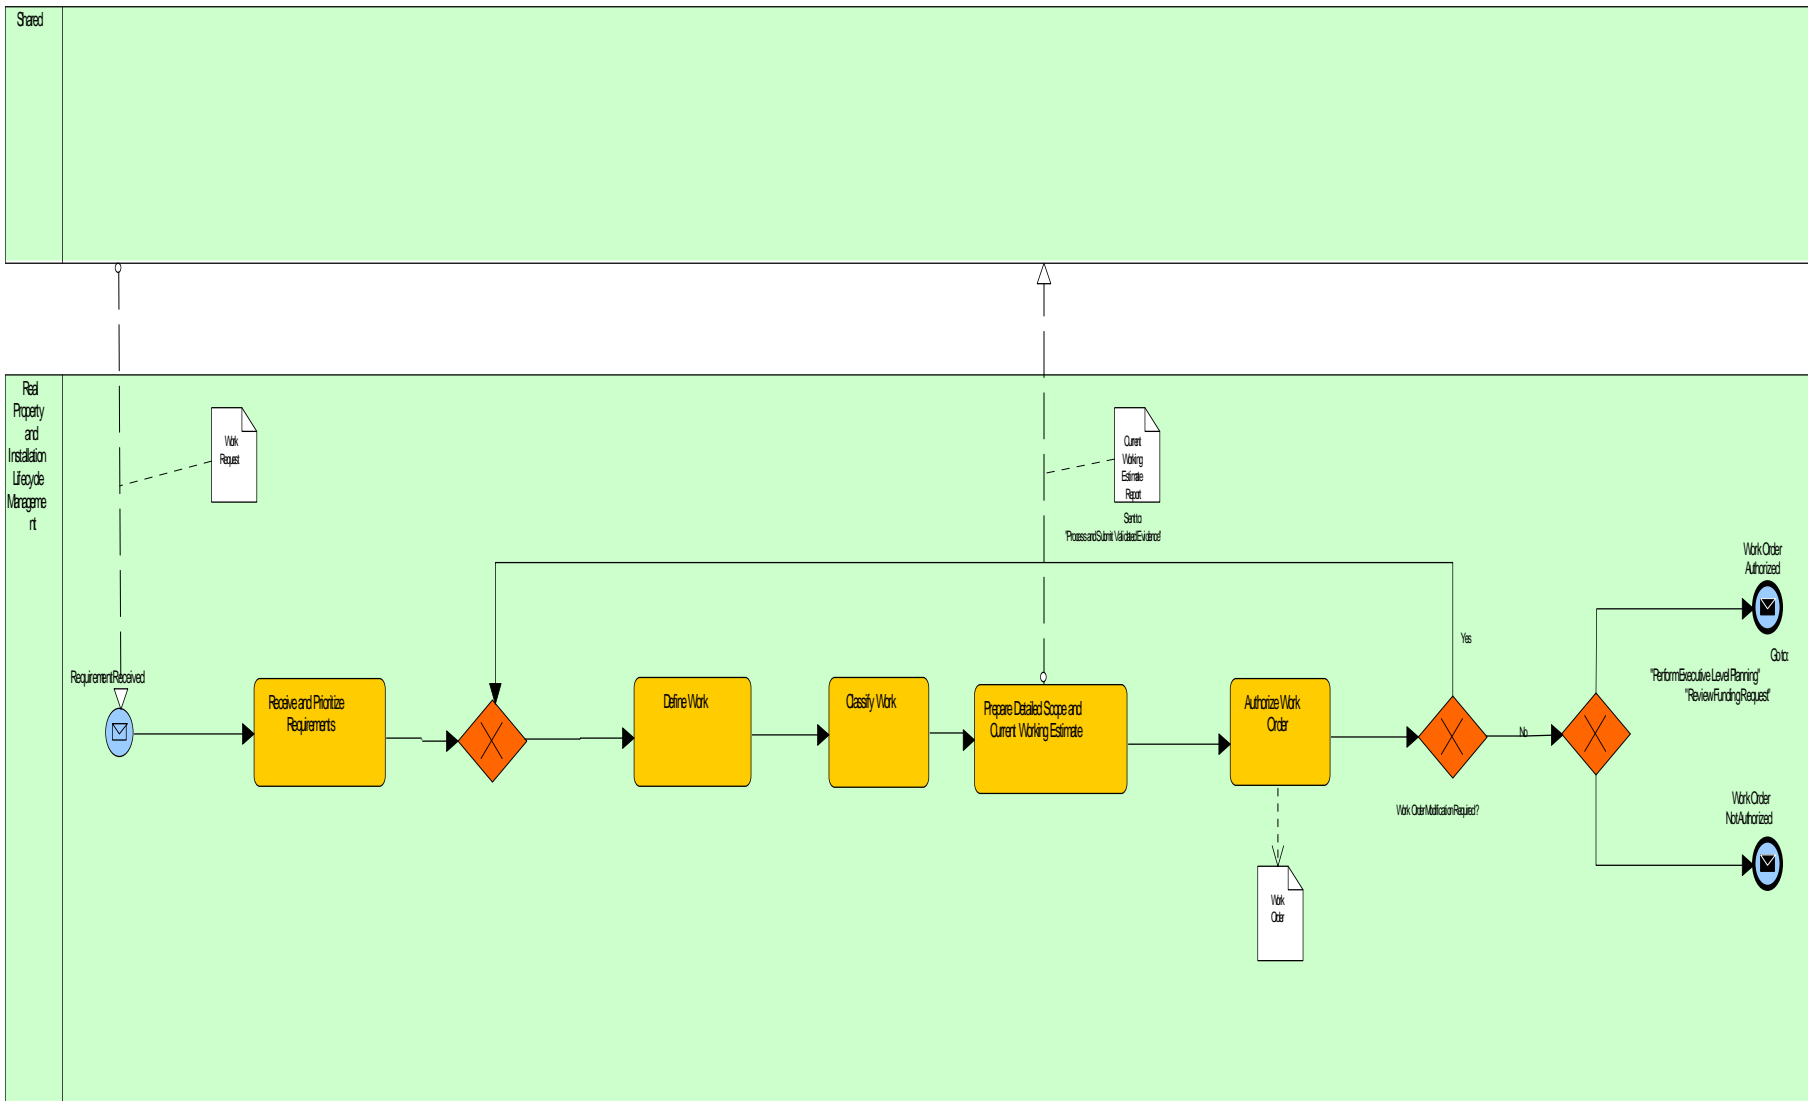 Shared
Real
Property
and
Installation
Lifecycle
Manageme
nt
Work
Request
Current
Working
Estimate
Report
Sent to:
"Process and Submit Validated Evidence"
Work Order
Authorized
Yes
Go to:
"Perform Executive Level Planning"
"Review Funding Request"
Requirement Received
Receive and Prioritize
Requirements
Define Work
Classify Work
Prepare Detailed Scope and
Current Working Estimate
Authorize Work
Order
No
Work Order Modification Required?
Work Order
Not Authorized
Work
Order